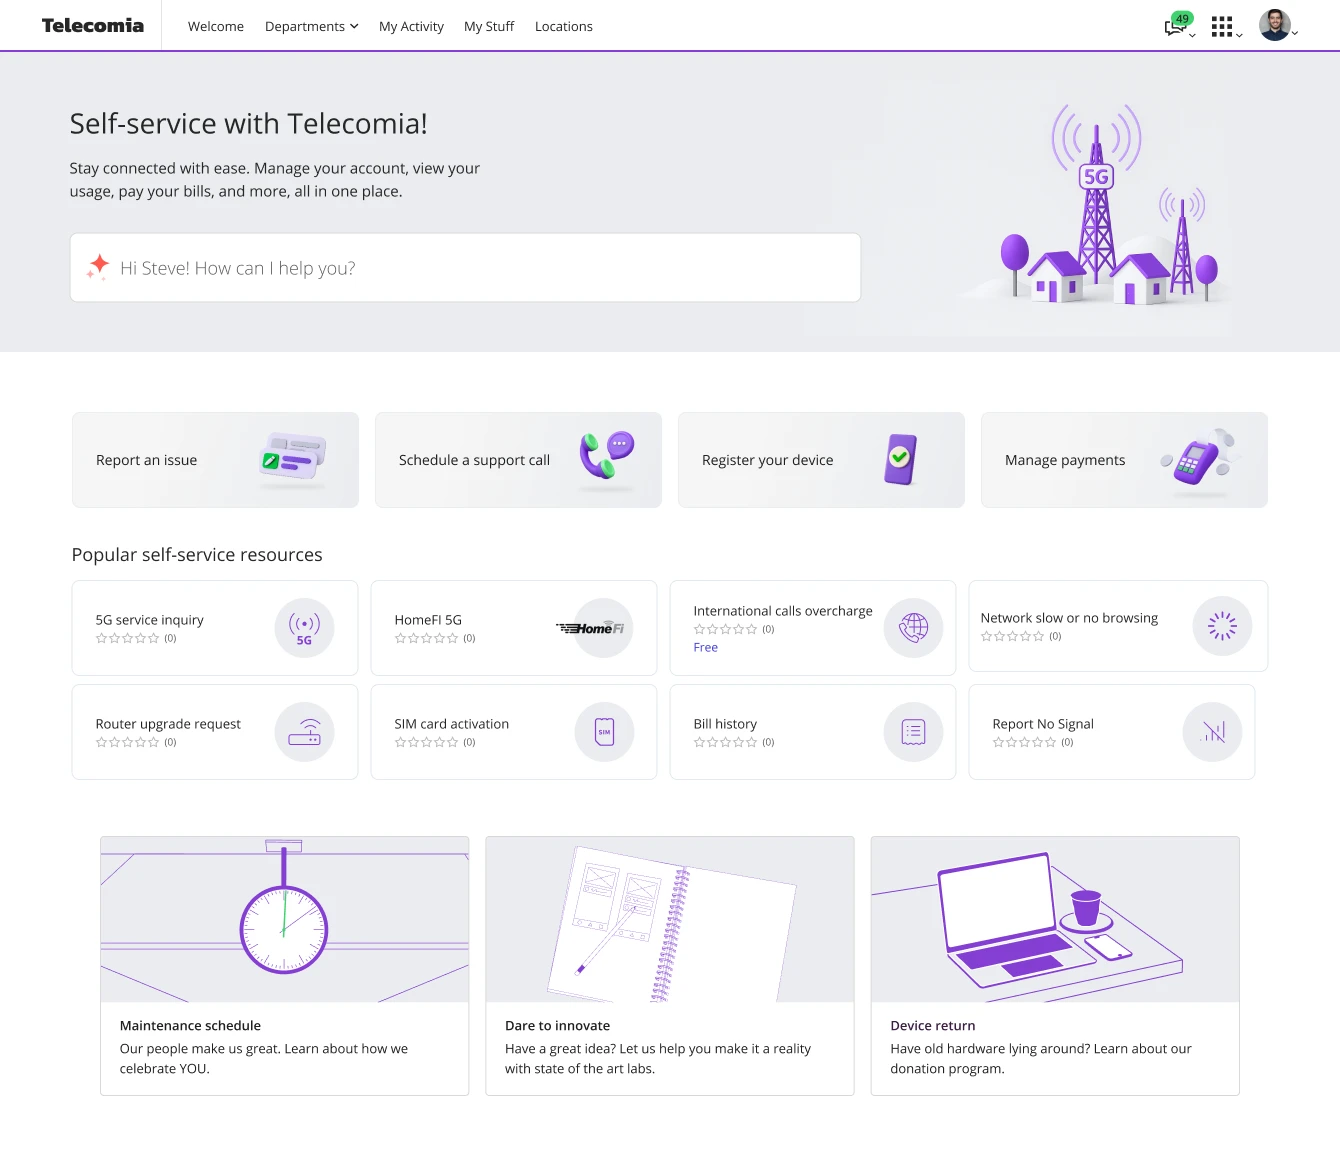 Telecomia
Welcome
Departments
My Activity
My Stuff
Locations
49
Self-service with Telecomia!
Stay connected with ease. Manage your account, view your
usage, pay your bills, and more, all in one place.
Hi Steve! How can I help you?
5G
Report an issue
Schedule a support call
Register your device
Manage payments
Popular self-service resources
5G service inquiry
(0)
5G
HomeFI 5G
(0)
HomeFi
International calls overcharge
(0)
Free
Network slow or no browsing
(0)
Router upgrade request
(0)
SIM card activation
(0)
SIM
Bill history
(0)
Report No Signal
(0)
Maintenance schedule
Our people make us great. Learn about how we
celebrate YOU.
Dare to innovate
Have a great idea? Let us help you make it a reality
with state of the art labs.
Device return
Have old hardware lying around? Learn about our
donation program.